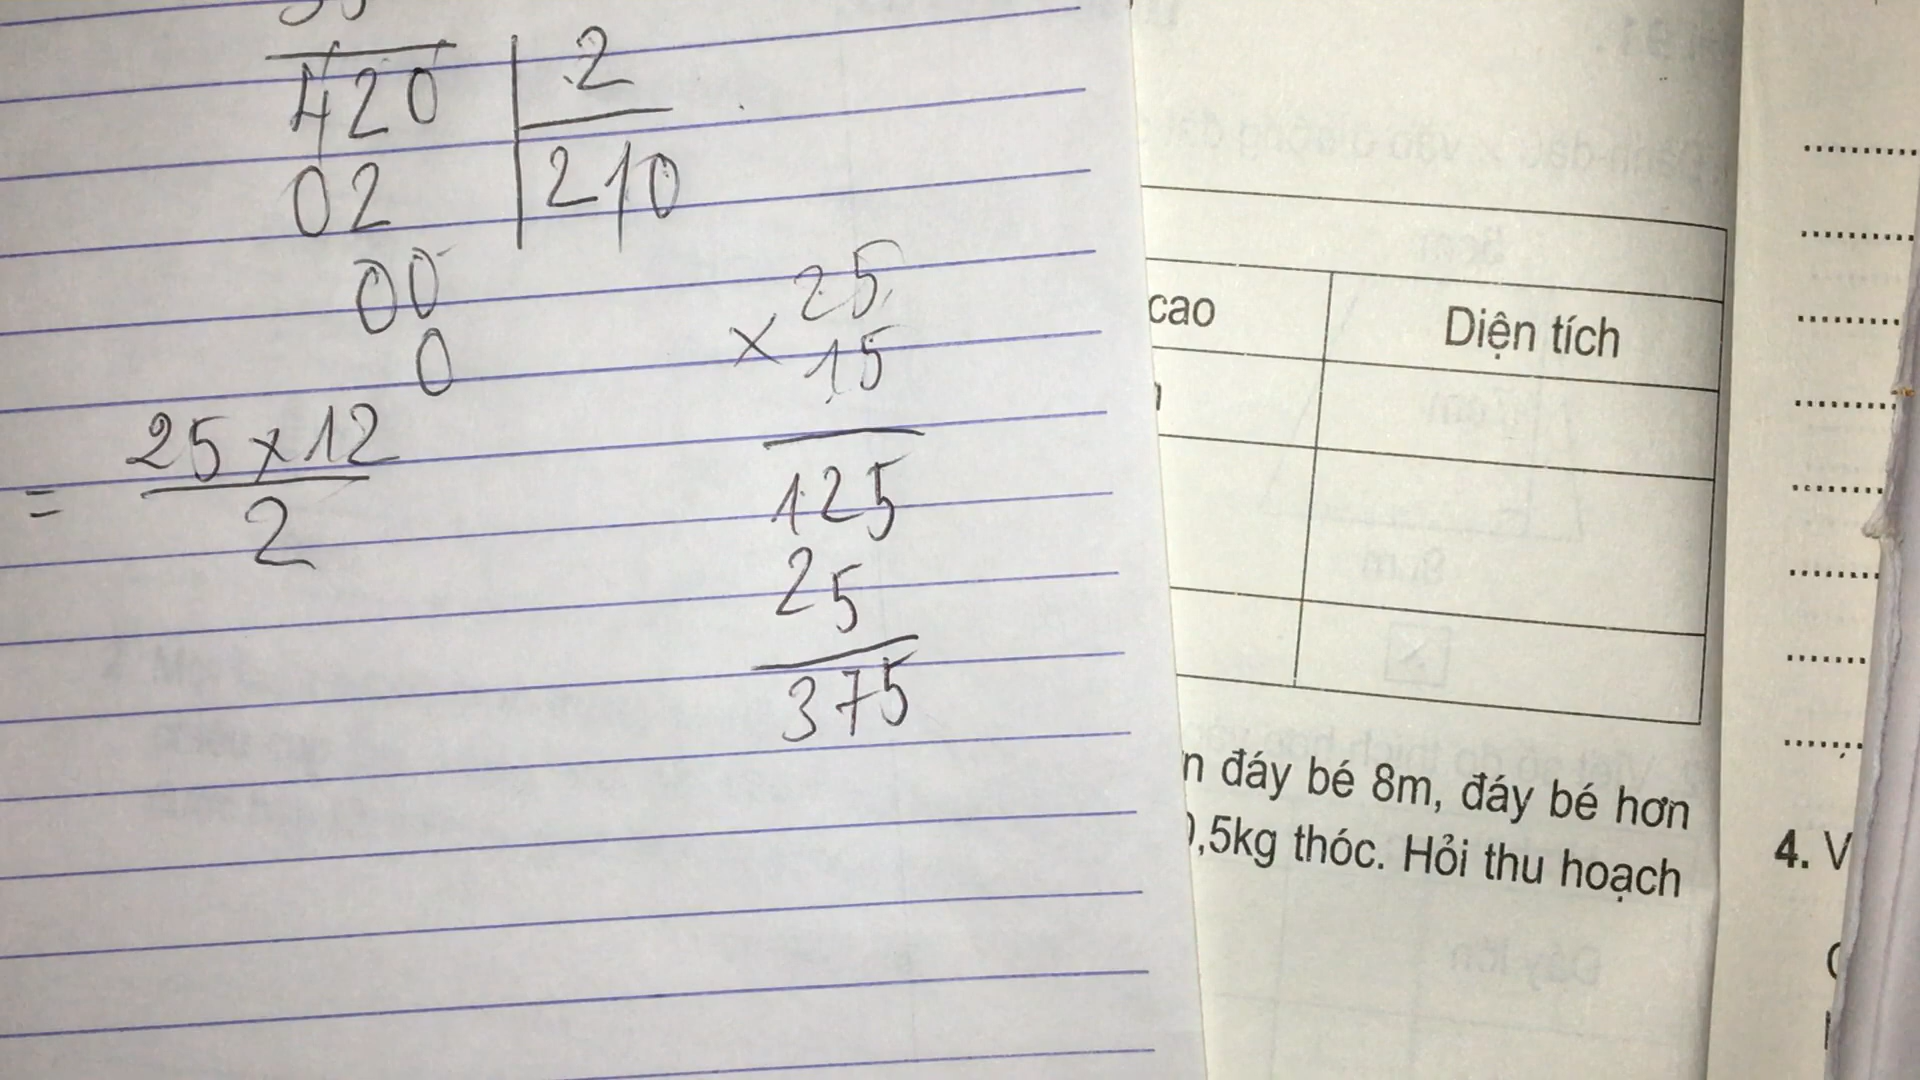 420 | 2
02 | 210
00
0
= 25 x 12 / 2
x 25
15
125
25
375
cao Diện tích
n đáy bé 8m, đáy bé hơn
,5kg thóc. Hỏi thu hoạch
4. V